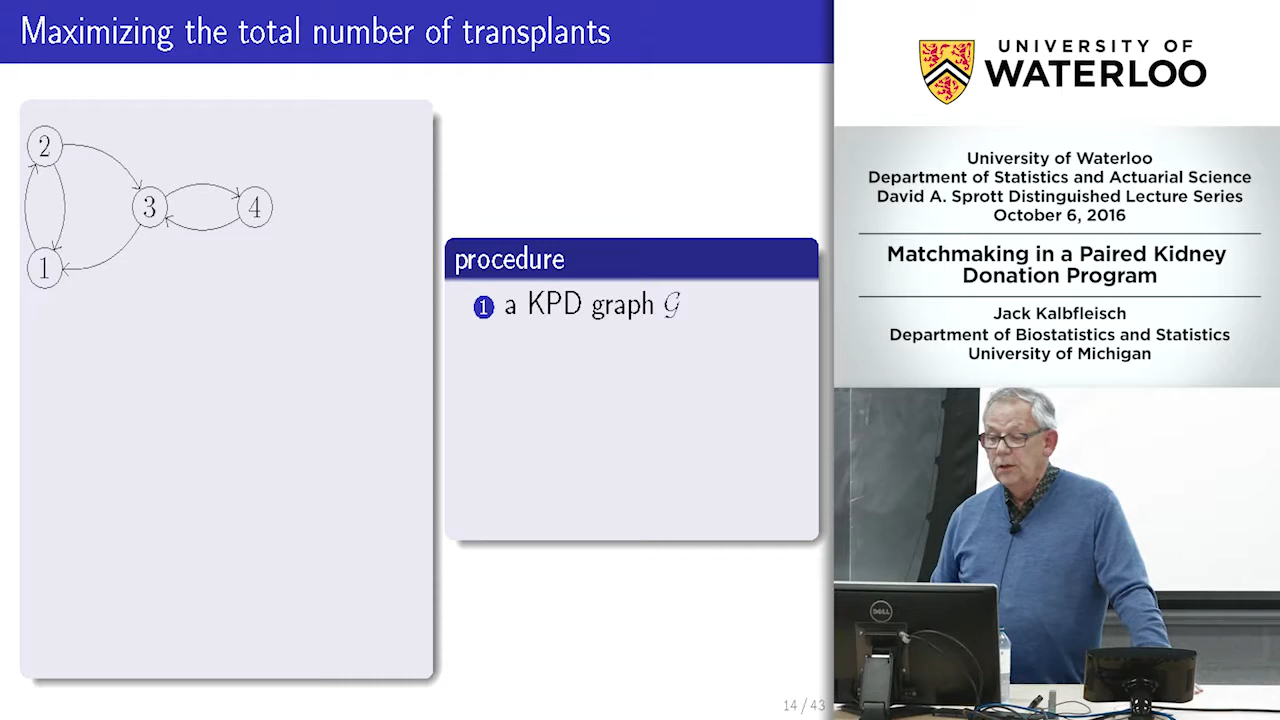 Maximizing the total number of transplants
2
3
4
1
procedure
1 a KPD graph 𝒢
14 / 43
UNIVERSITY OF
WATERLOO
University of Waterloo
Department of Statistics and Actuarial Science
David A. Sprott Distinguished Lecture Series
October 6, 2016
Matchmaking in a Paired Kidney
Donation Program
Jack Kalbfleisch
Department of Biostatistics and Statistics
University of Michigan
DELL